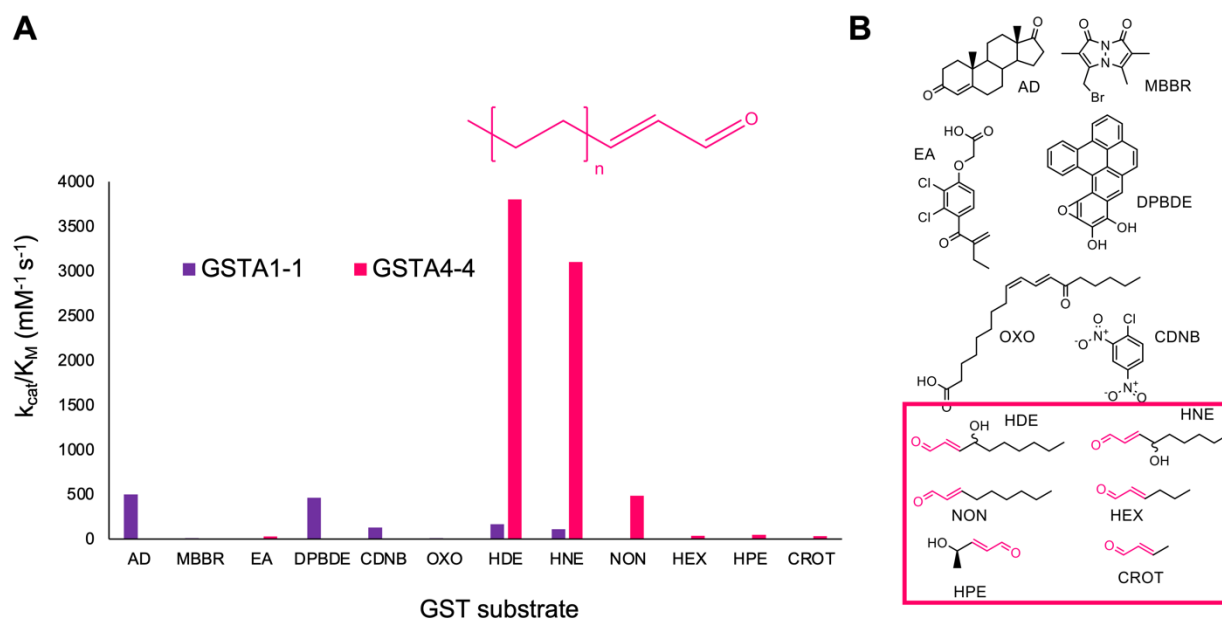 A
B
O
n
4000
3500
3000
2500
2000
1500
1000
500
0
k_cat/K_M (mM⁻¹ s⁻¹)
GSTA1-1
GSTA4-4
AD
MBBR
EA
DPBDE
CDNB
OXO
HDE
HNE
NON
HEX
HPE
CROT
GST substrate
O
O
AD
O
O
N
N
Br
MBBR
HO
O
O
EA
Cl
Cl
O
O
OH
OH
DPBDE
O
OXO
HO
O
O
Cl
-O
N+
N+
-O
O
CDNB
HDE
HNE
OH
O
O
OH
O
NON
O
HEX
HO
O
HPE
O
CROT